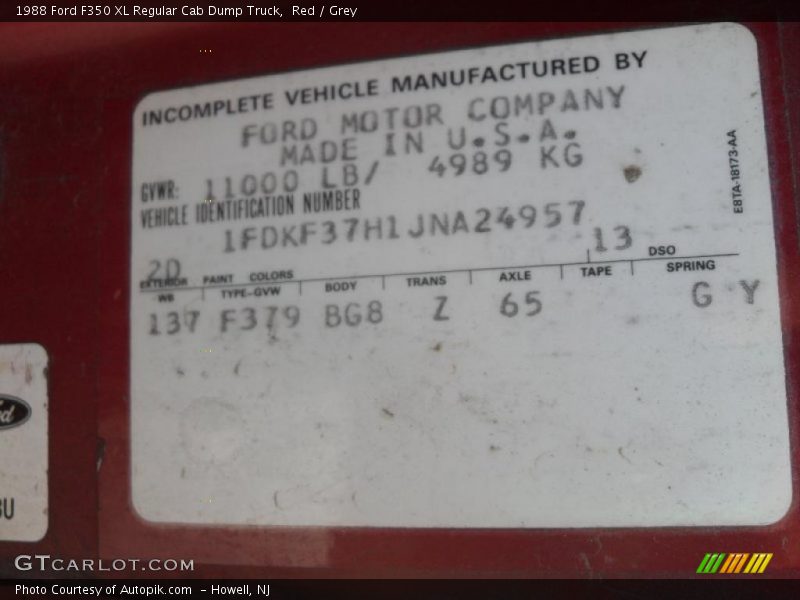 1988 Ford F350 XL Regular Cab Dump Truck,  Red / Grey
INCOMPLETE VEHICLE MANUFACTURED BY
FORD MOTOR COMPANY
MADE IN U.S.A.
GVWR: 11000 LB/ 4989 KG
VEHICLE IDENTIFICATION NUMBER
1FDKF37H1JNA24957
E8TA-18173-AA
2D 13 DSO
EXTERIOR PAINT COLORS
WB TYPE-GVW BODY TRANS AXLE TAPE SPRING
137 F379 BG8 Z 65 G Y
GTCARLOT.COM
Photo Courtesy of Autopik.com  – Howell, NJ